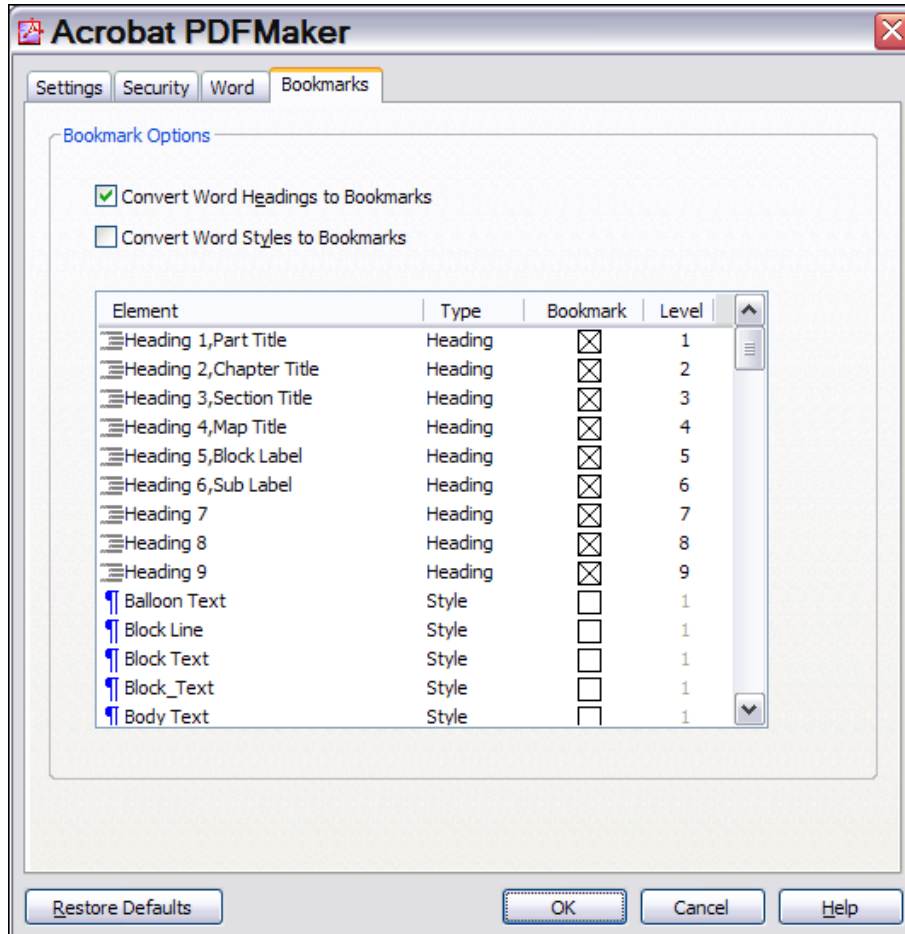 Acrobat PDFMaker
Settings Security Word Bookmarks
Bookmark Options
Convert Word Headings to Bookmarks
Convert Word Styles to Bookmarks
Element Type Bookmark Level
Heading 1,Part Title Heading 1
Heading 2,Chapter Title Heading 2
Heading 3,Section Title Heading 3
Heading 4,Map Title Heading 4
Heading 5,Block Label Heading 5
Heading 6,Sub Label Heading 6
Heading 7 Heading 7
Heading 8 Heading 8
Heading 9 Heading 9
¶ Balloon Text Style 1
¶ Block Line Style 1
¶ Block Text Style 1
¶ Block_Text Style 1
¶ Body Text Style 1
Restore Defaults OK Cancel Help